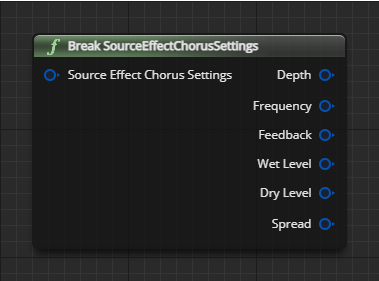 f Break SourceEffectChorusSettings
Source Effect Chorus Settings Depth
Frequency
Feedback
Wet Level
Dry Level
Spread